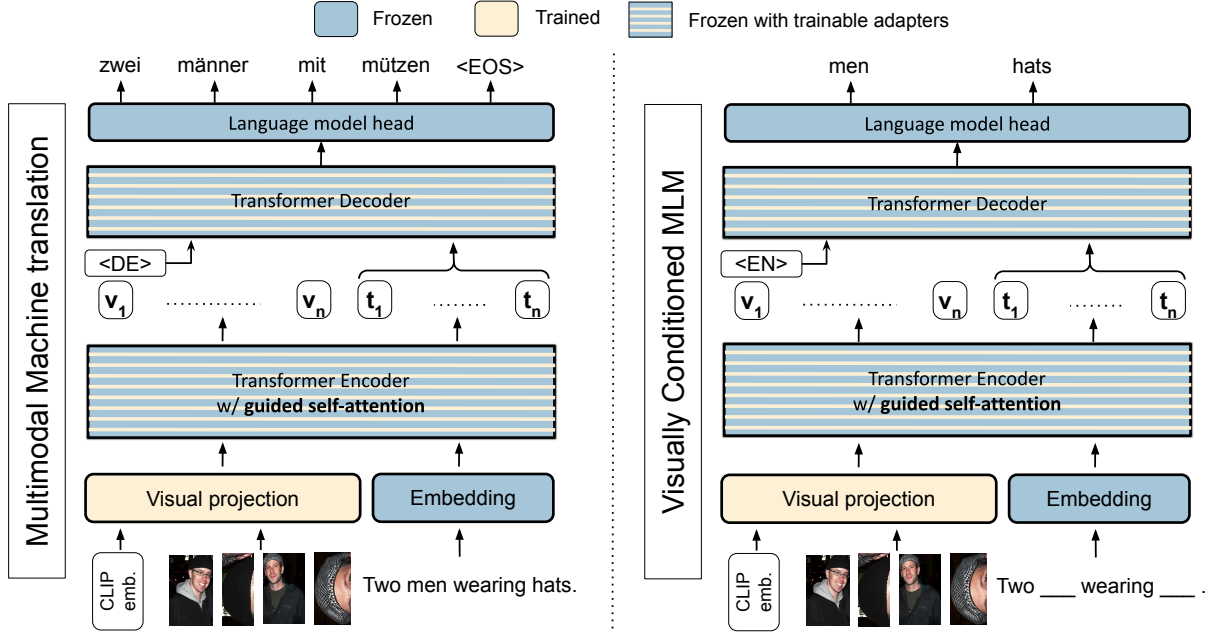 Frozen
Trained
Frozen with trainable adapters
Multimodal Machine translation
zwei männer mit mützen <EOS>
Language model head
Transformer Decoder
<DE>
v1 ........... vn t1 ...... tn
Transformer Encoder
w/ guided self-attention
Visual projection
Embedding
CLIP
emb.
Two men wearing hats.
Visually Conditioned MLM
men hats
Language model head
Transformer Decoder
<EN>
v1 ........... vn t1 ...... tn
Transformer Encoder
w/ guided self-attention
Visual projection
Embedding
CLIP
emb.
Two ___ wearing ___ .